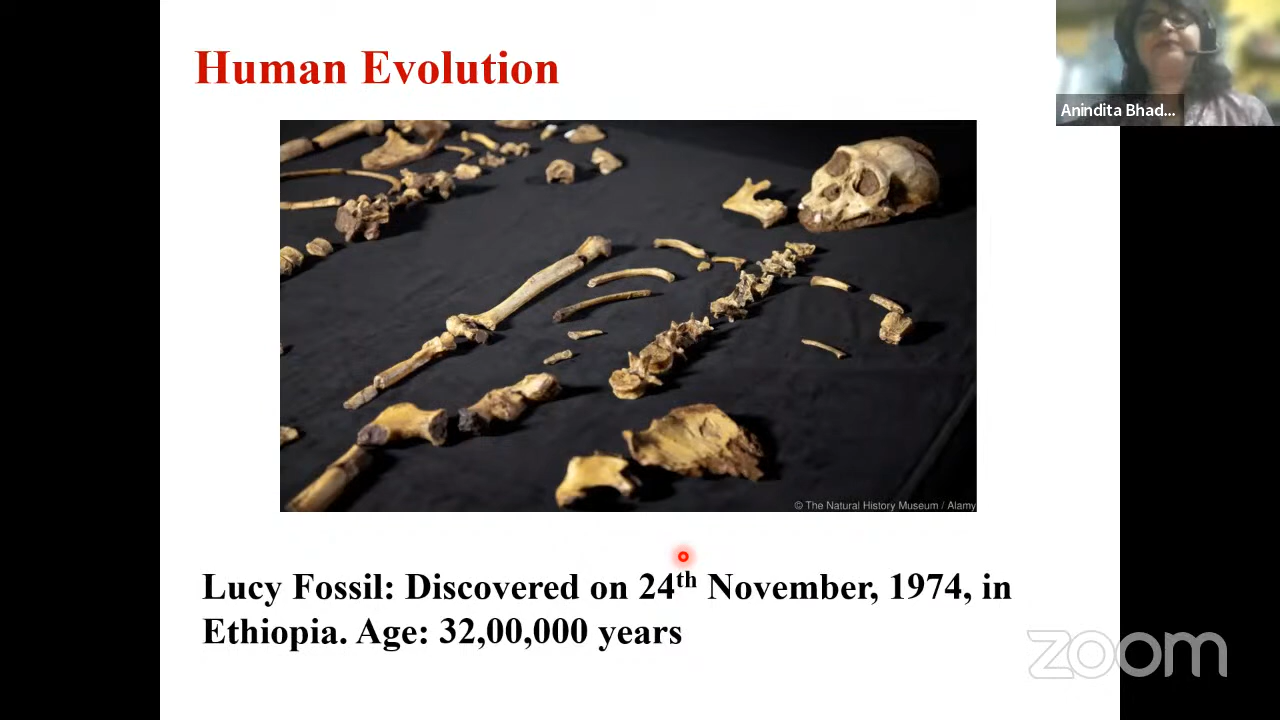 Human Evolution
Anindita Bhad...
© The Natural History Museum / Alamy
Lucy Fossil: Discovered on 24th November, 1974, in
Ethiopia. Age: 32,00,000 years
zoom